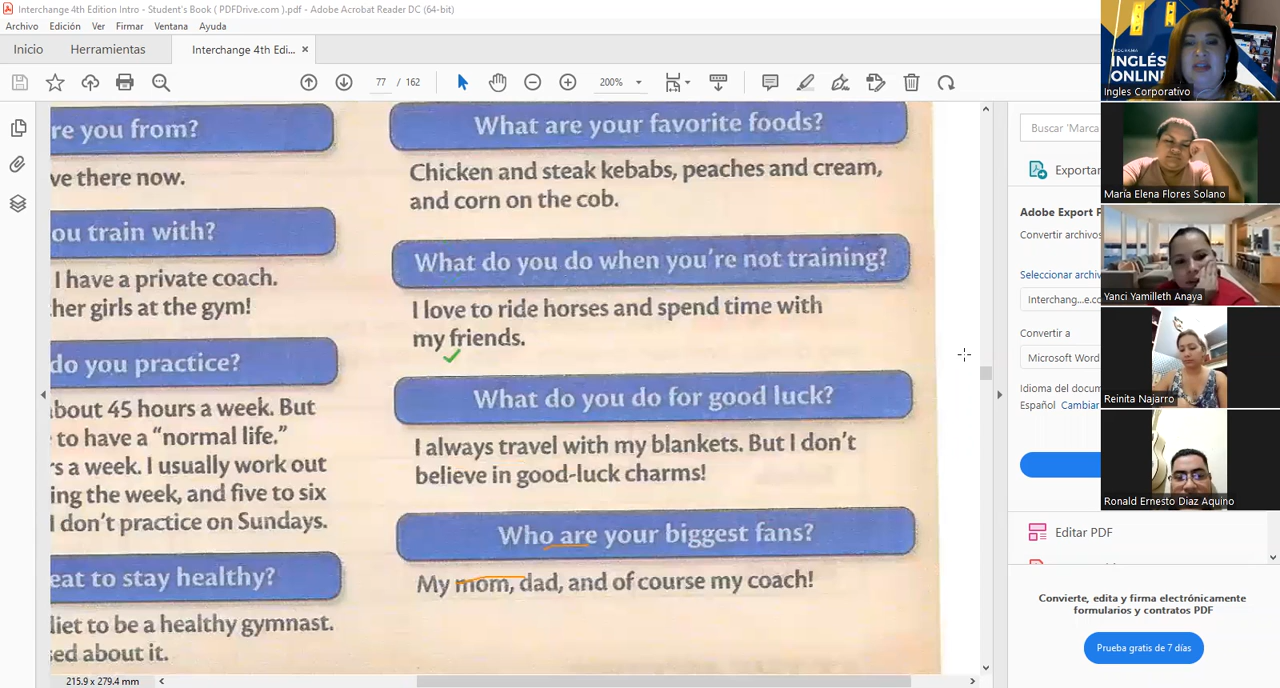 Interchange 4th Edition Intro - Student's Book ( PDFDrive.com ).pdf - Adobe Acrobat Reader DC (64-bit)
Archivo Edición Ver Firmar Ventana Ayuda
Inicio Herramientas Interchange 4th Edi... ×
77 / 162 200%
re you from?
ve there now.
ou train with?
I have a private coach.
her girls at the gym!
do you practice?
bout 45 hours a week. But
to have a “normal life.”
rs a week. I usually work out
ing the week, and five to six
I don't practice on Sundays.
eat to stay healthy?
diet to be a healthy gymnast.
sed about it.
What are your favorite foods?
Chicken and steak kebabs, peaches and cream,
and corn on the cob.
What do you do when you're not training?
I love to ride horses and spend time with
my friends.
What do you do for good luck?
I always travel with my blankets. But I don't
believe in good-luck charms!
Who are your biggest fans?
My mom, dad, and of course my coach!
215.9 x 279.4 mm
Buscar 'Marca
Exportar
Adobe Export P
Convertir archivos
Seleccionar archiv
Interchang...e.co
Convertir a
Microsoft Word
Idioma del docum
Español Cambiar
Editar PDF
Convierte, edita y firma electrónicamente
formularios y contratos PDF
Prueba gratis de 7 días
PROGRAMA
INGLÉS
ONLINE
Ingles Corporativo
María Elena Flores Solano
Yanci Yamilleth Anaya
Reinita Najarro
Ronald Ernesto Diaz Aquino